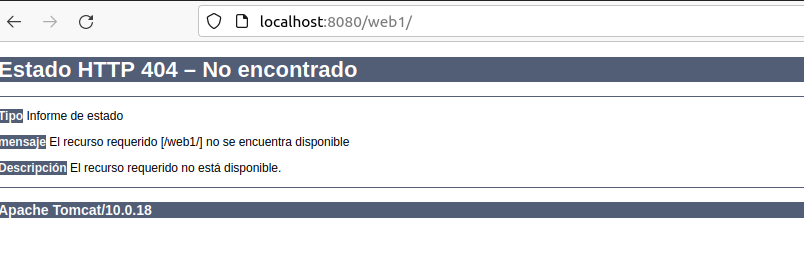 localhost:8080/web1/
Estado HTTP 404 – No encontrado
Tipo Informe de estado
mensaje El recurso requerido [/web1/] no se encuentra disponible
Descripción El recurso requerido no está disponible.
Apache Tomcat/10.0.18